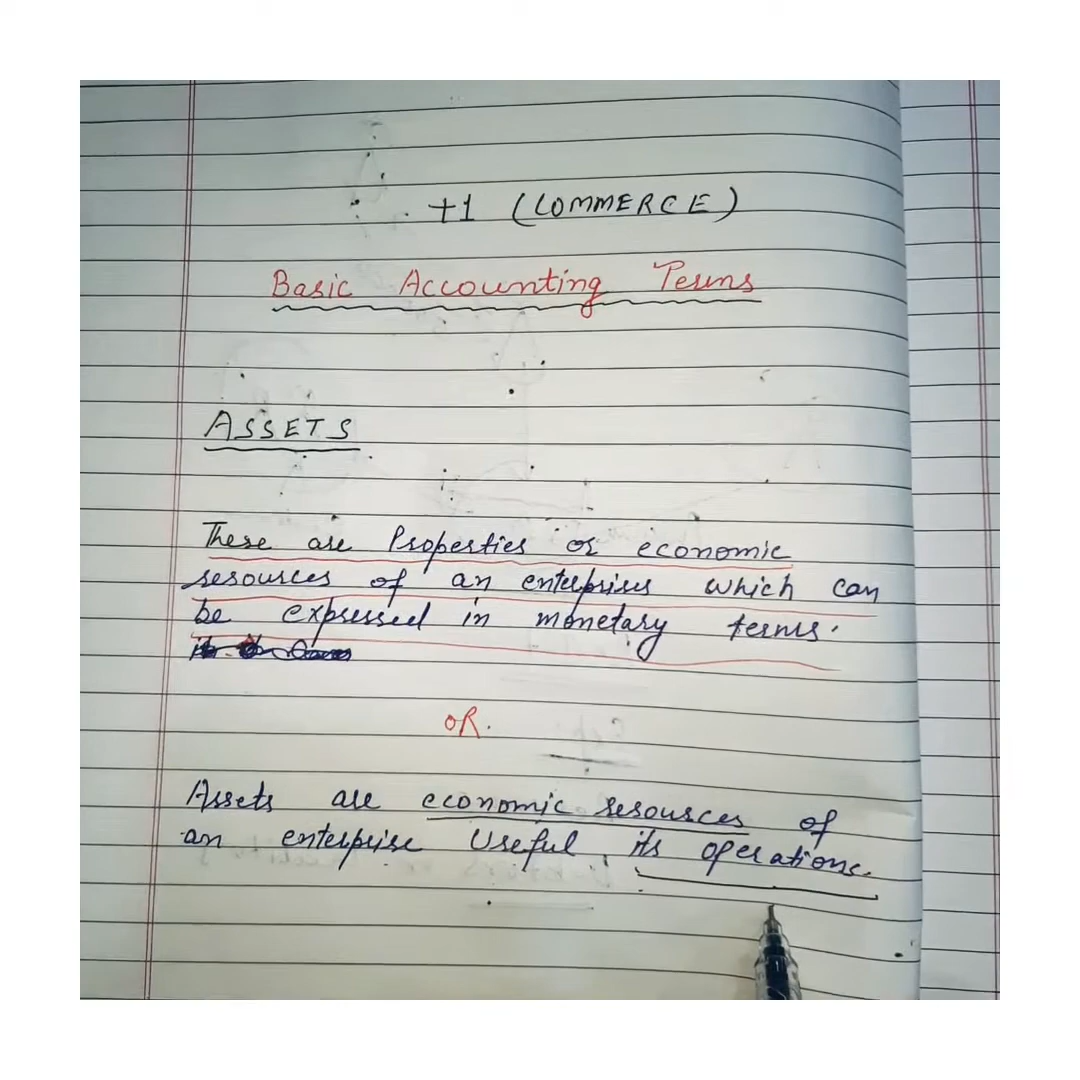 +1 (COMMERCE)
Basic Accounting Terms
ASSETS
These are Properties or economic
resources of an enterprises which can
be expressed in monetary terms.
OR.
Assets are economic resources of
an enterprise Useful its operations.